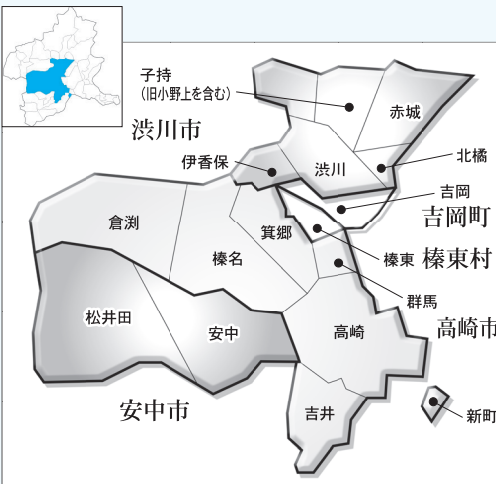 子持
（旧小野上を含む）
赤城
渋川市
北橘
伊香保
渋川
吉岡
吉岡町
倉渕
箕郷
榛名
榛東
榛東村
群馬
松井田
安中
高崎
高崎市
安中市
吉井
新町